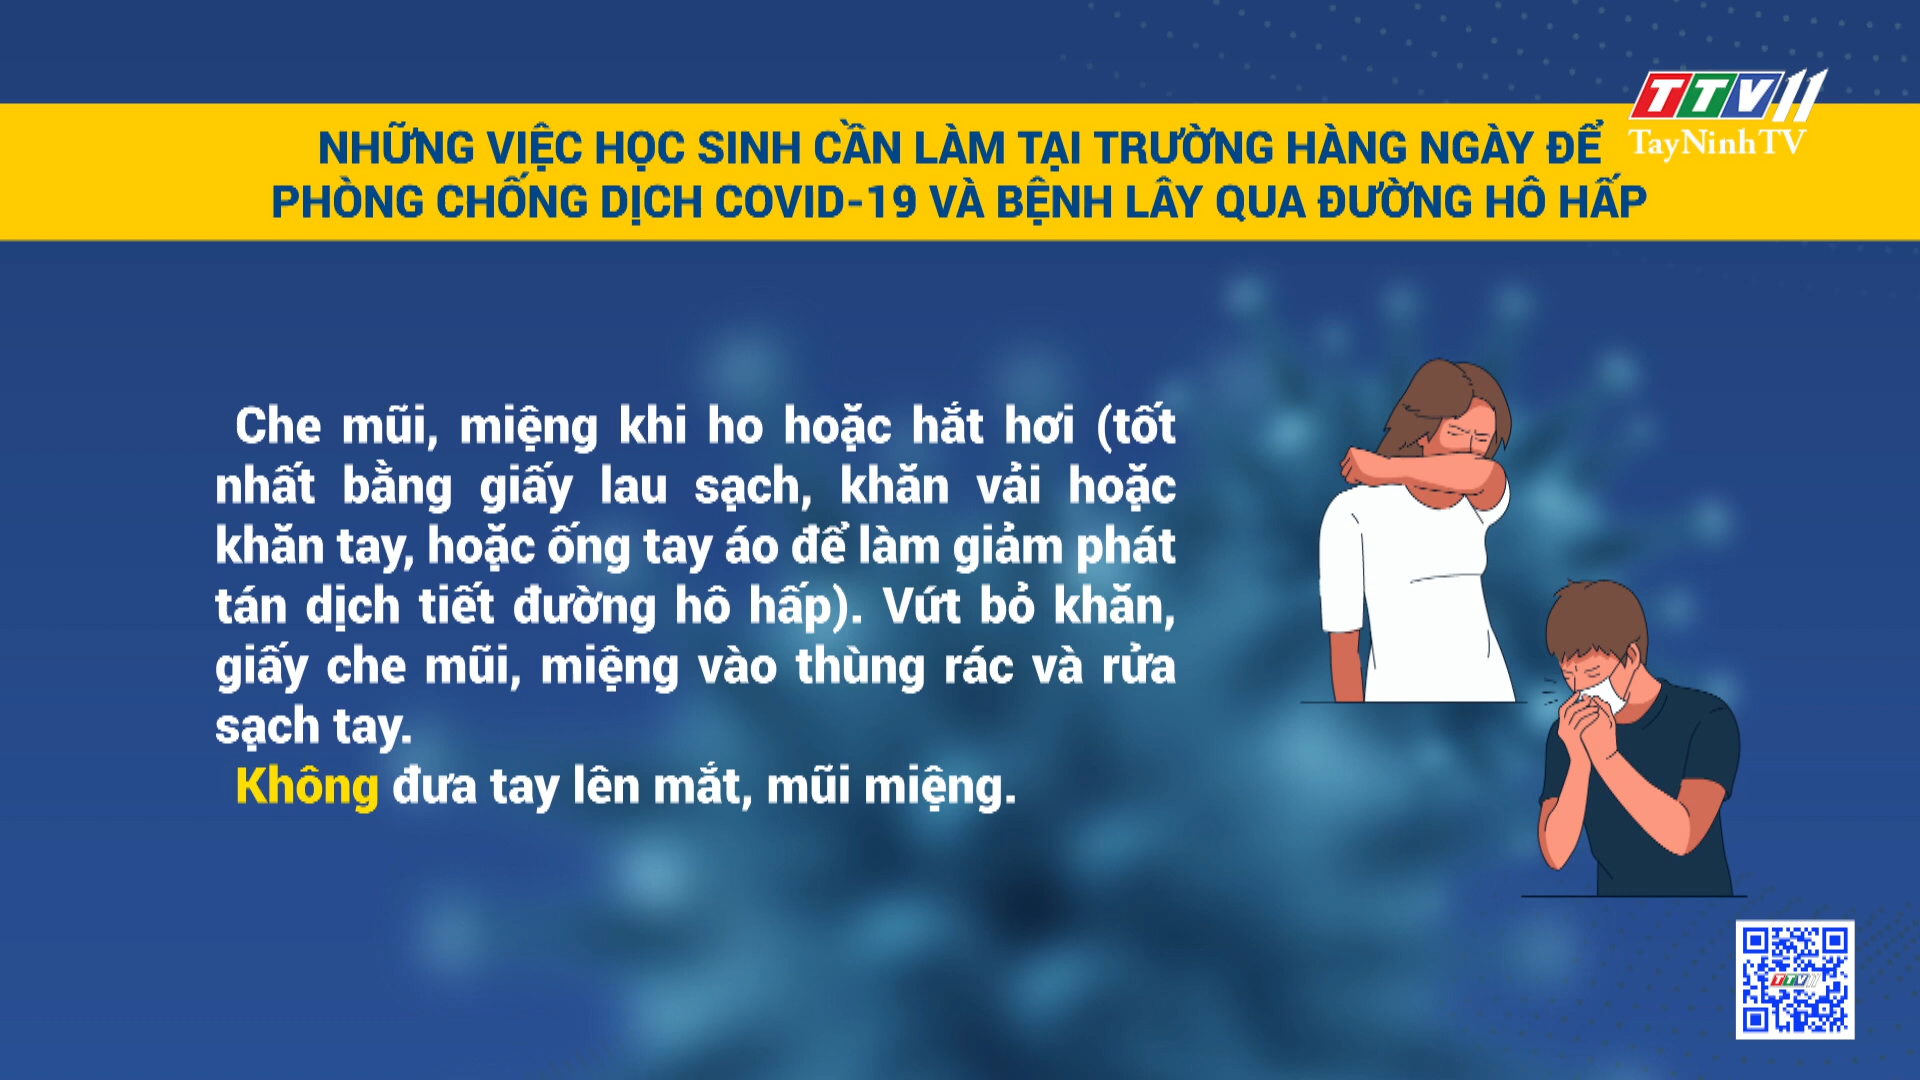 TTV11
TayNinhTV
NHỮNG VIỆC HỌC SINH CẦN LÀM TẠI TRƯỜNG HÀNG NGÀY ĐỂ
PHÒNG CHỐNG DỊCH COVID-19 VÀ BỆNH LÂY QUA ĐƯỜNG HÔ HẤP
Che mũi, miệng khi ho hoặc hắt hơi (tốt
nhất bằng giấy lau sạch, khăn vải hoặc
khăn tay, hoặc ống tay áo để làm giảm phát
tán dịch tiết đường hô hấp). Vứt bỏ khăn,
giấy che mũi, miệng vào thùng rác và rửa
sạch tay.
Không đưa tay lên mắt, mũi miệng.
TTV11